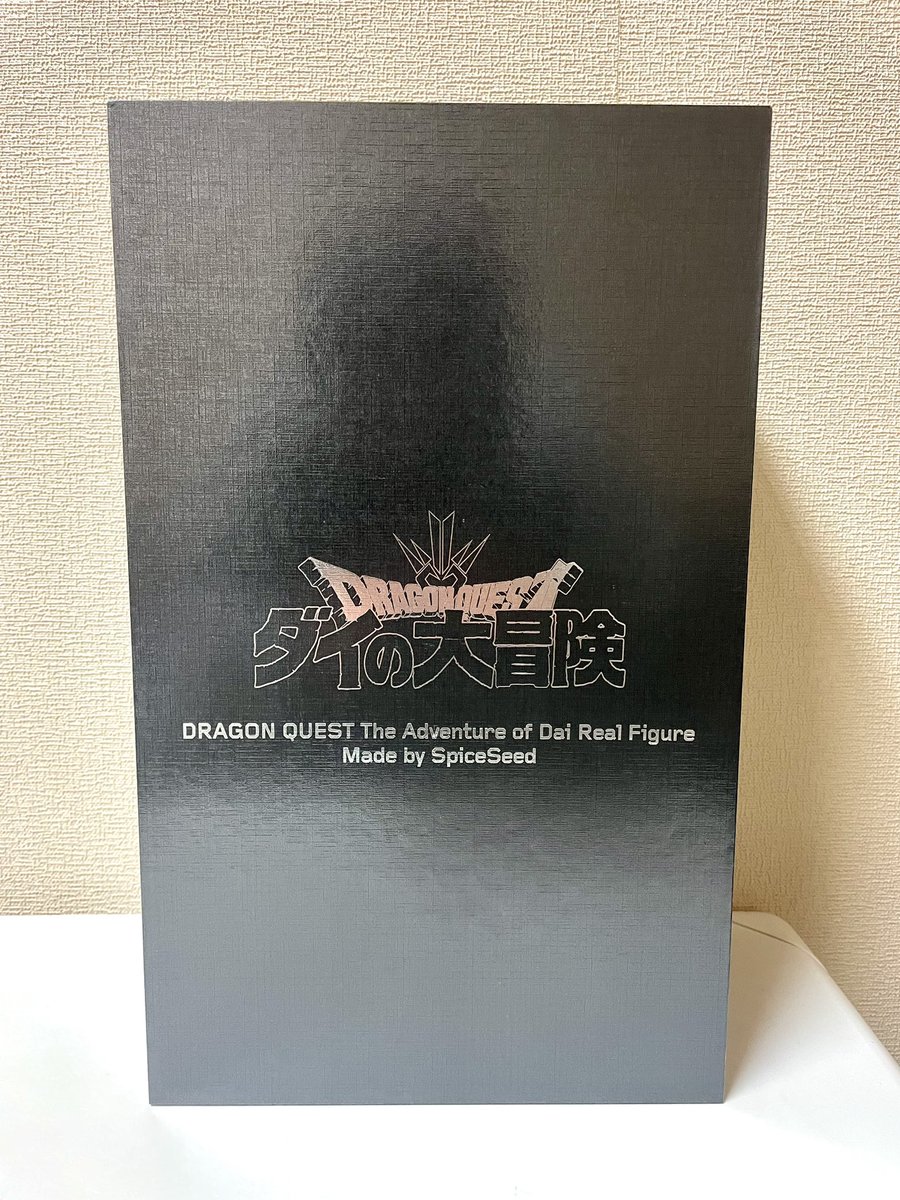 DRAGON QUEST
ダイの大冒険
DRAGON QUEST The Adventure of Dai Real Figure
Made by SpiceSeed